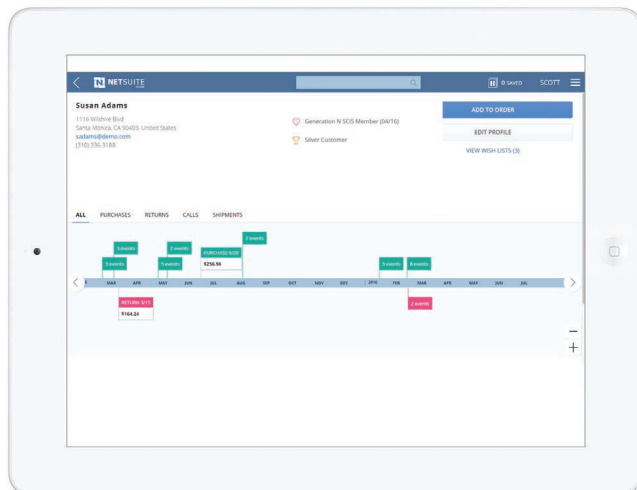 N NETSUITE
0 SAVED
SCOTT
Susan Adams
1116 Wilshire Blvd
Santa Monica, CA 90403, United States
sadams@demo.com
(310) 336-3188
Generation N SCIS Member (04/16)
Silver Customer
ADD TO ORDER
EDIT PROFILE
VIEW WISH LISTS (3)
ALL PURCHASES RETURNS CALLS SHIPMENTS
2 events
5 events 2 events
PURCHASE 6/20
$256.96
5 events 5 events 5 events 8 events
MAR APR MAY JUN JUL AUG SEP OCT NOV DEC 2016 FEB MAR APR MAY JUN JUL
RETURN 3/15
$164.24
2 events